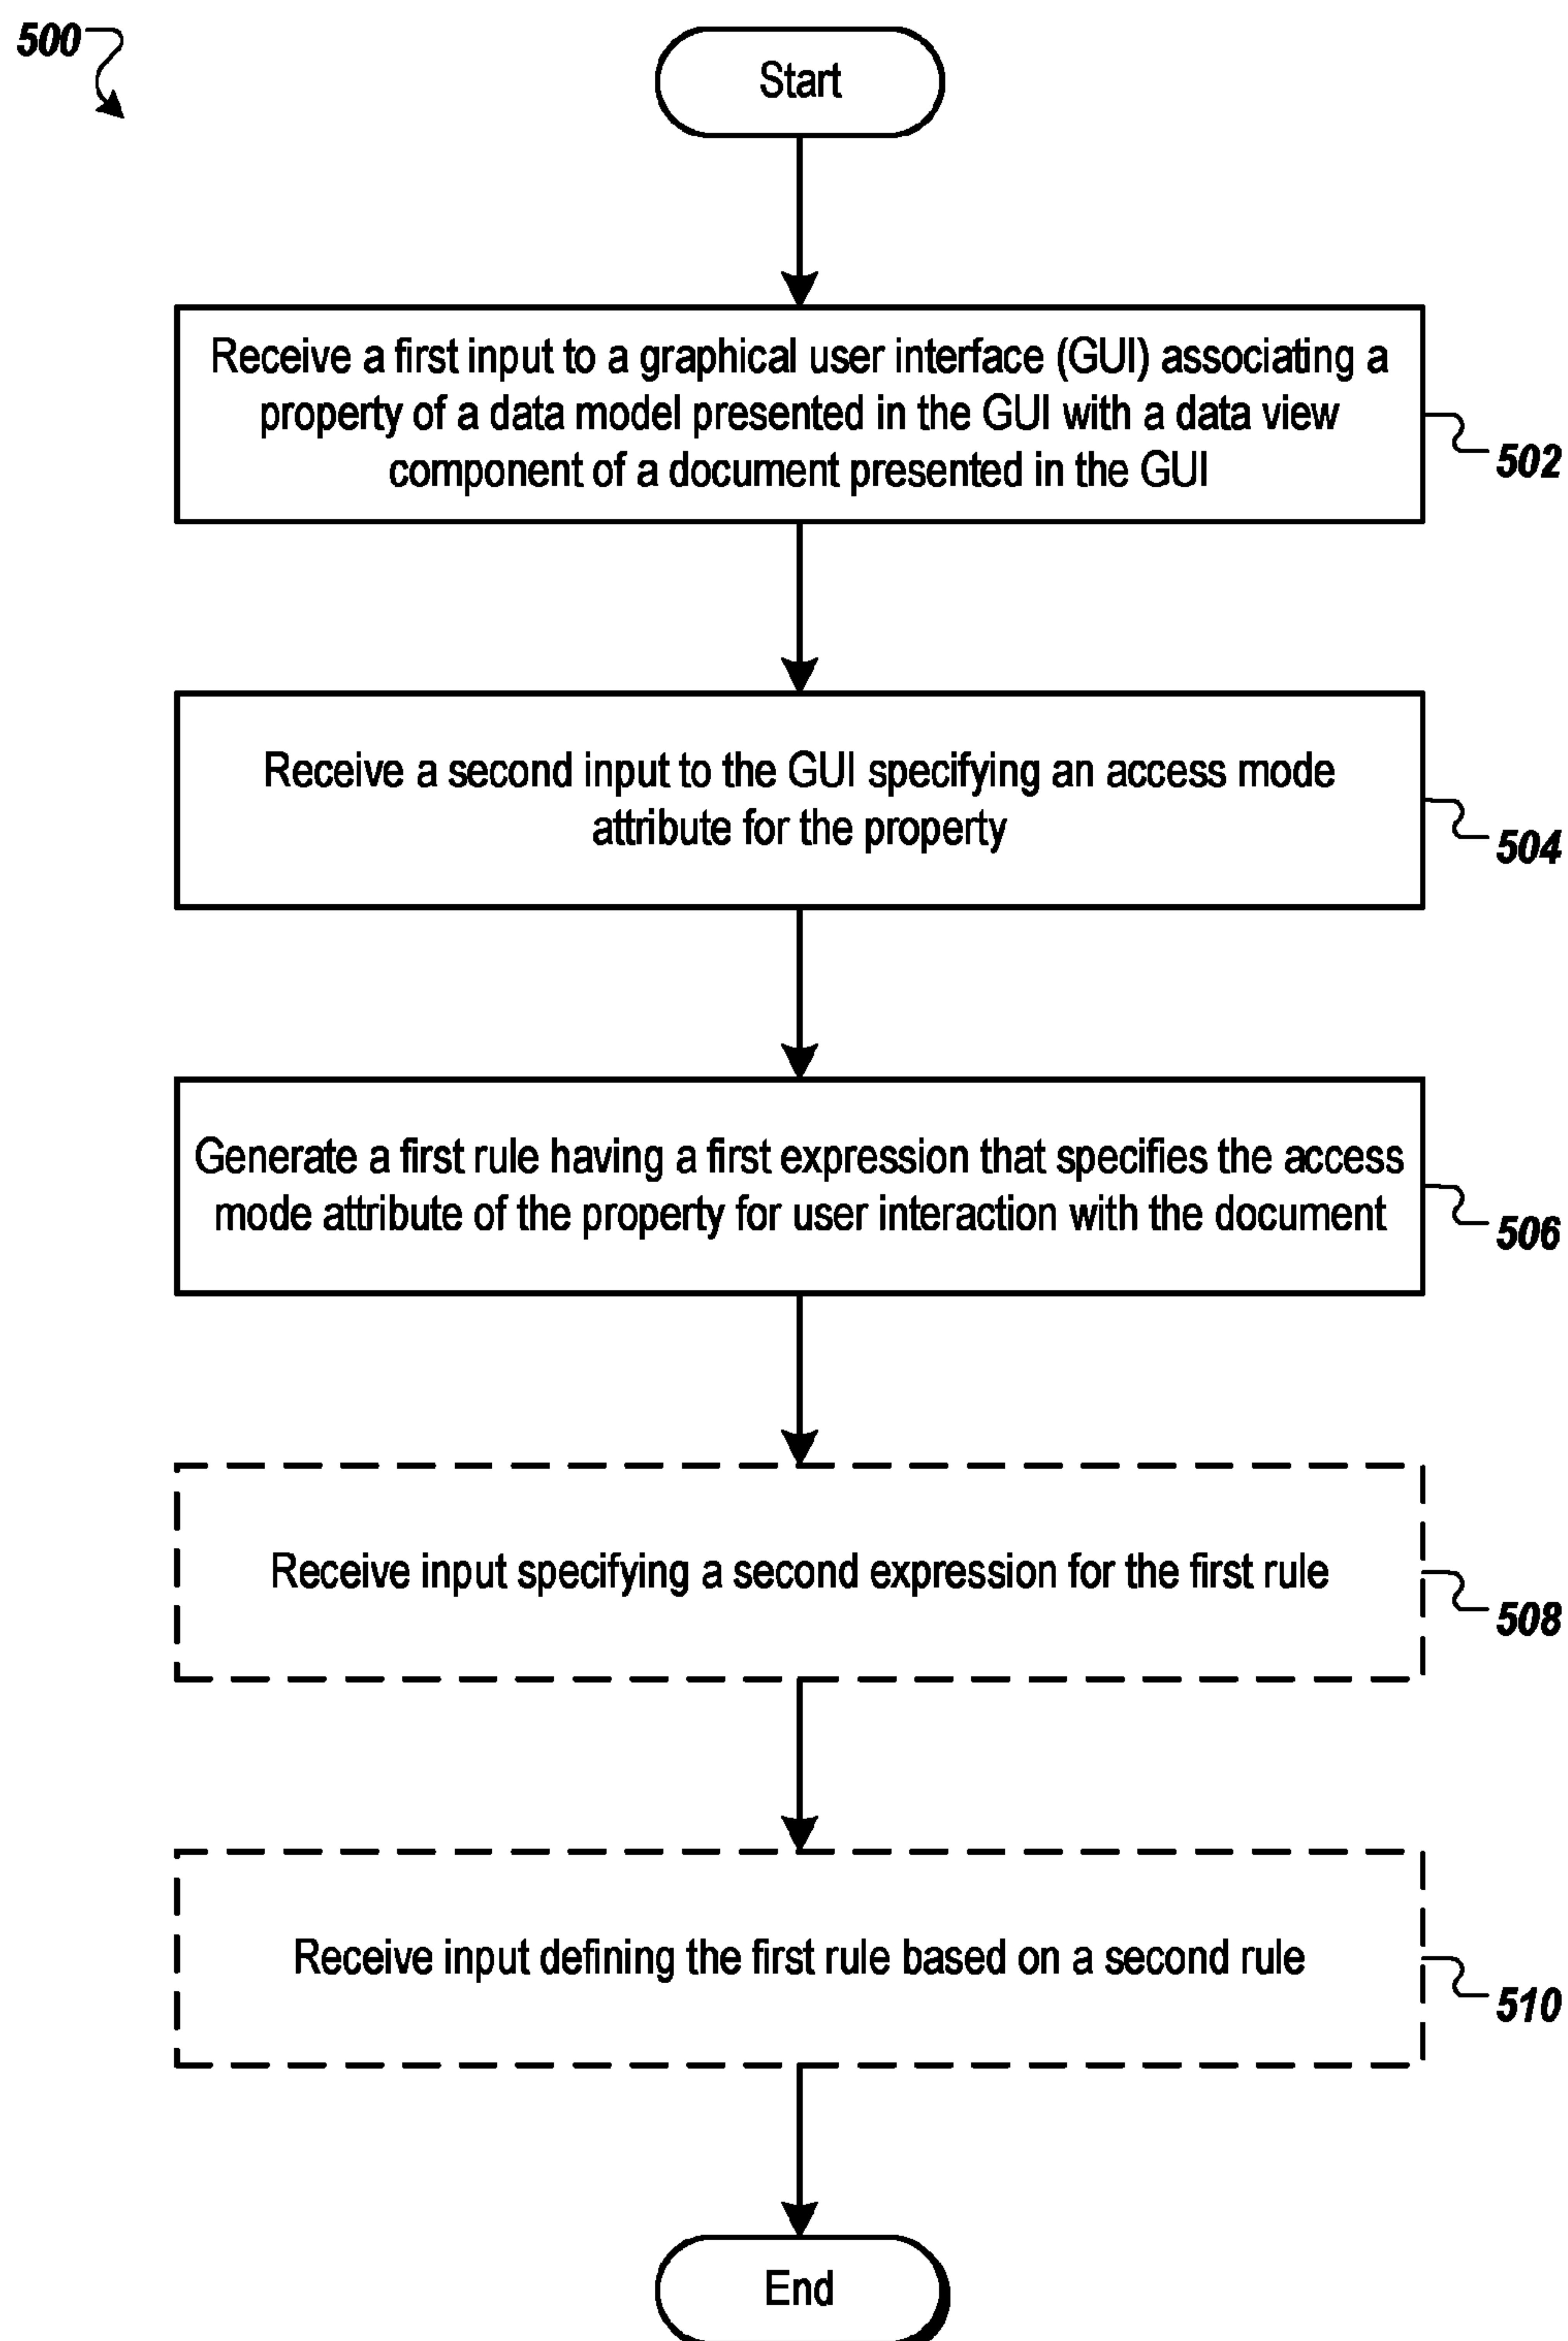 500
Start
Receive a first input to a graphical user interface (GUI) associating a
property of a data model presented in the GUI with a data view
component of a document presented in the GUI
502
Receive a second input to the GUI specifying an access mode
attribute for the property
504
Generate a first rule having a first expression that specifies the access
mode attribute of the property for user interaction with the document
506
Receive input specifying a second expression for the first rule
508
Receive input defining the first rule based on a second rule
510
End